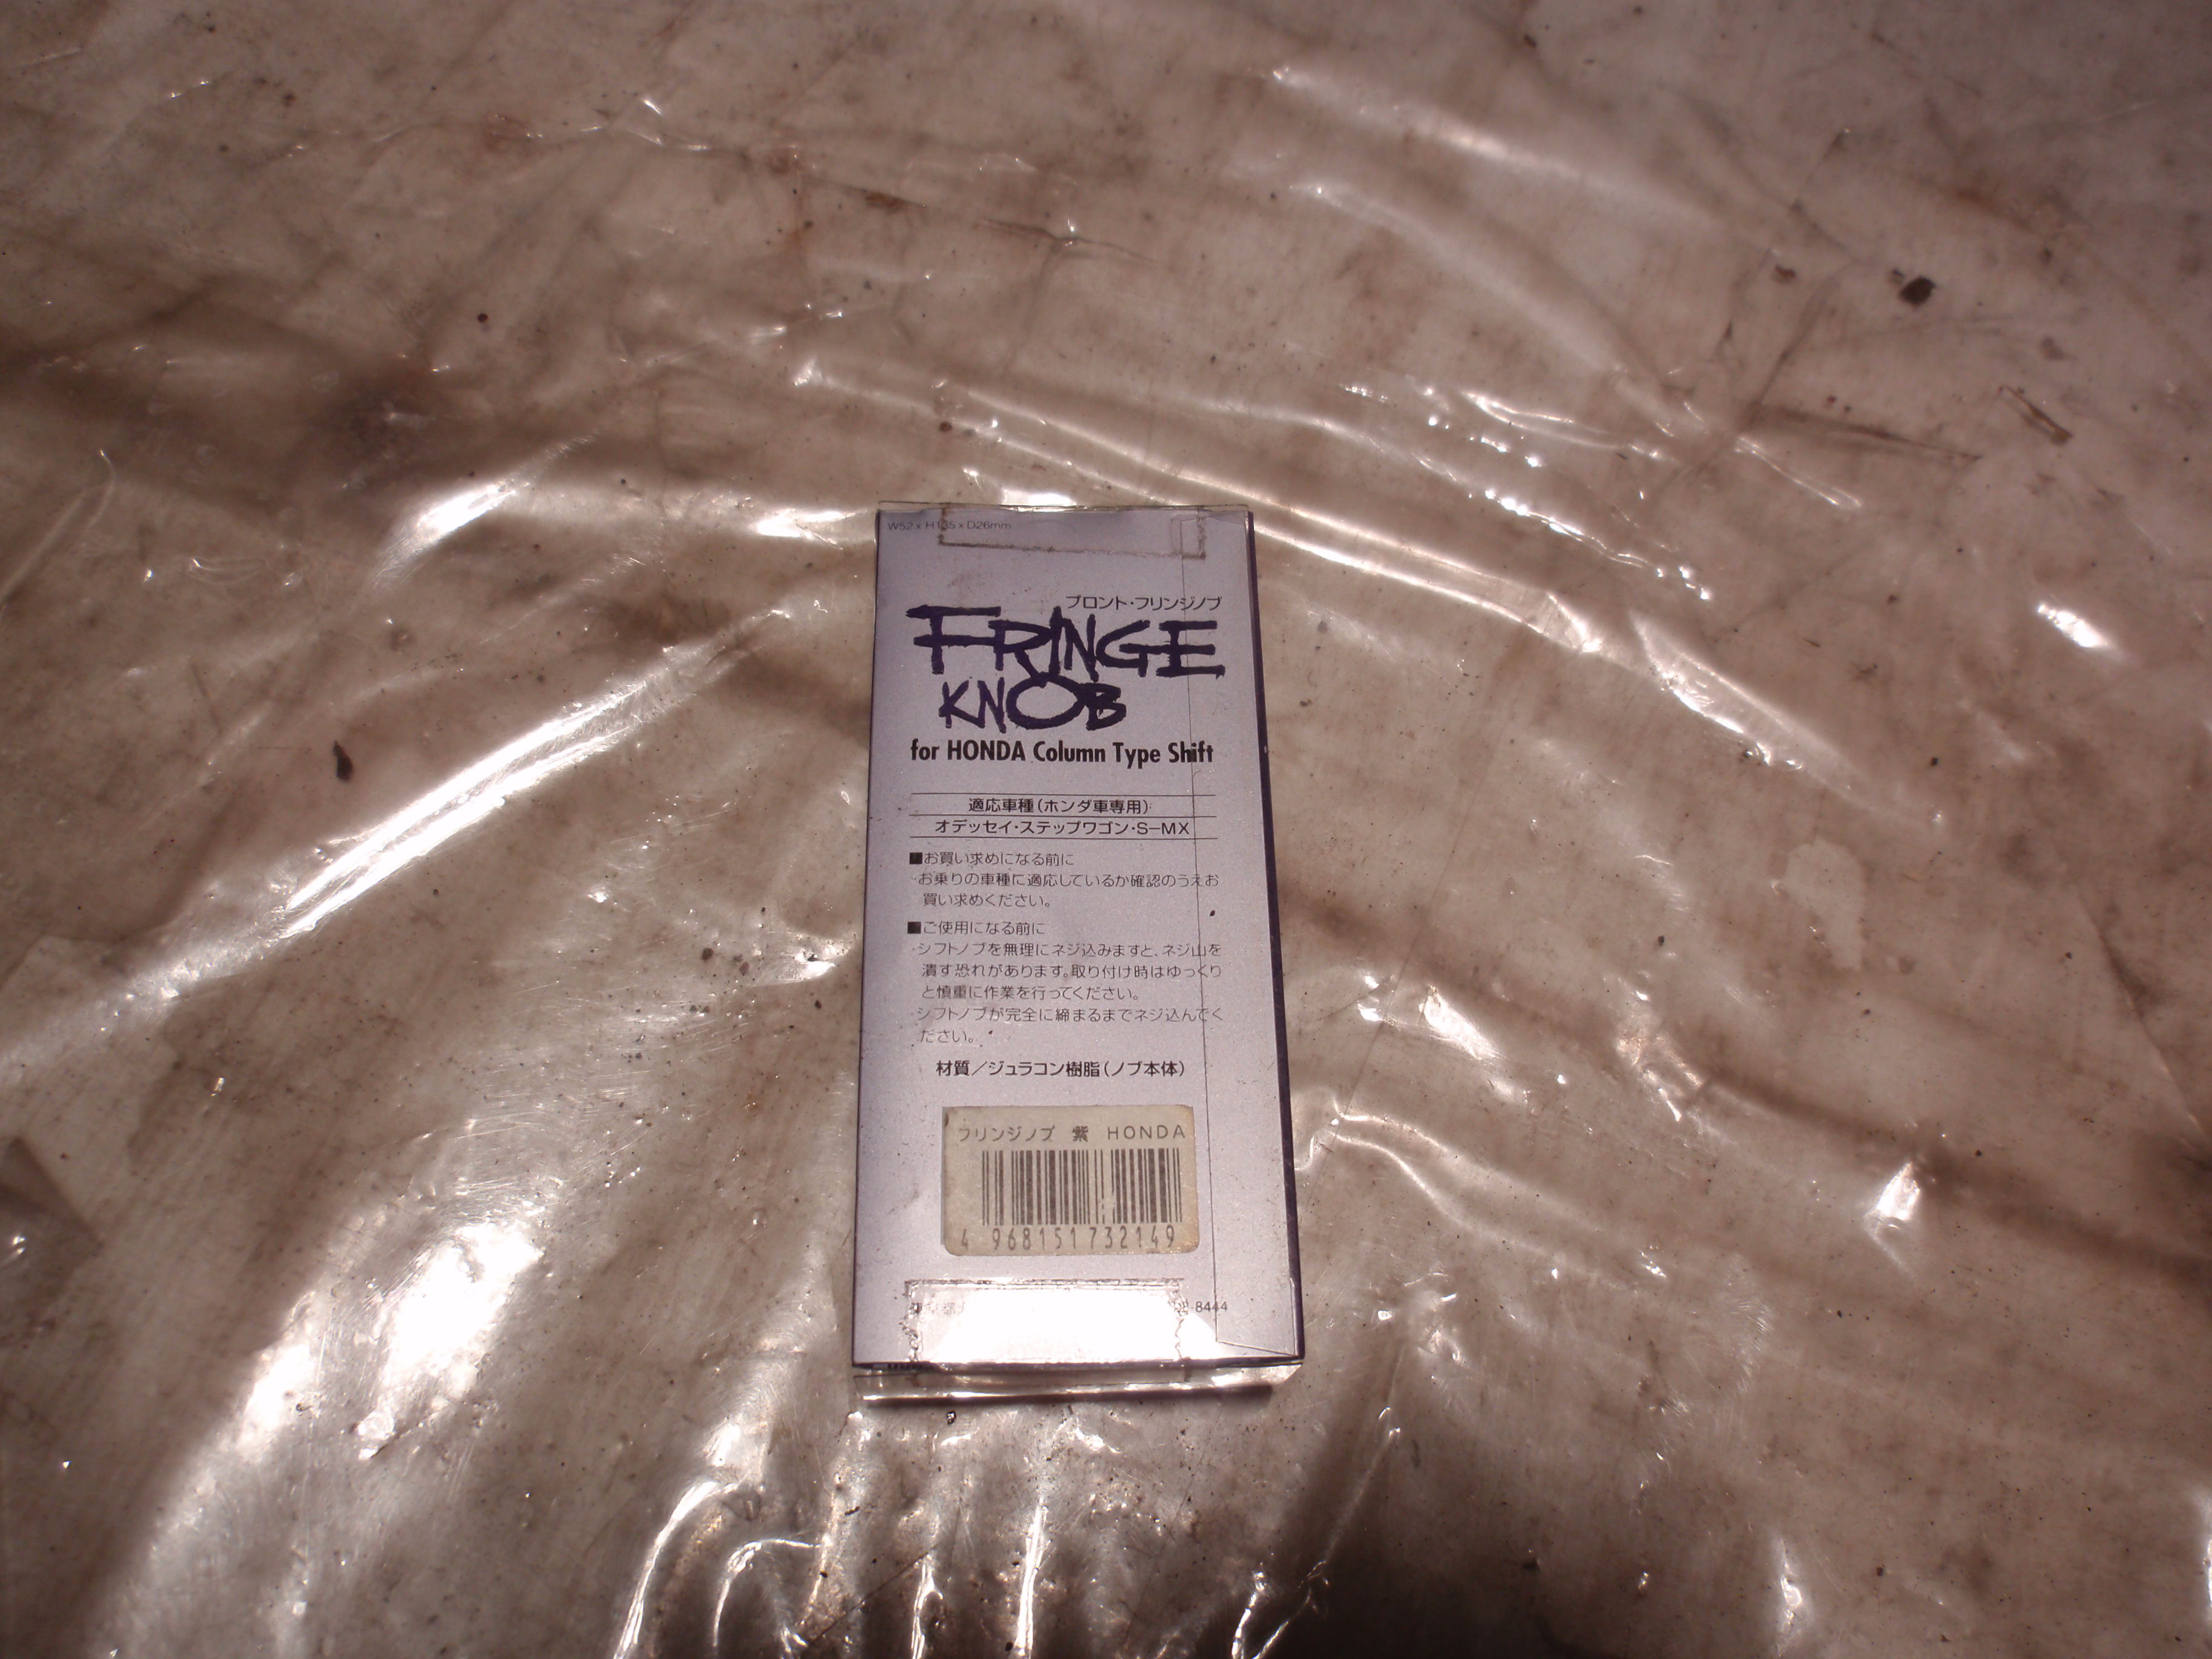 W52×H135×D26mm
ブロント・フリンジノブ
FRINGE
KNOB
for HONDA Column Type Shift
適応車種(ホンダ車専用)
オデッセイ・ステップワゴン・S-MX
■お買い求めになる前に
・お乗りの車種に適応しているか確認のうえお
買い求めください。
■ご使用になる前に
・シフトノブを無理にネジ込みますと、ネジ山を
潰す恐れがあります。取り付け時はゆっくり
と慎重に作業を行ってください。
・シフトノブが完全に締まるまでネジ込んでく
ださい。
材質/ジュラコン樹脂(ノブ本体)
フリンジノブ 紫 HONDA
4 968151 732149
8444